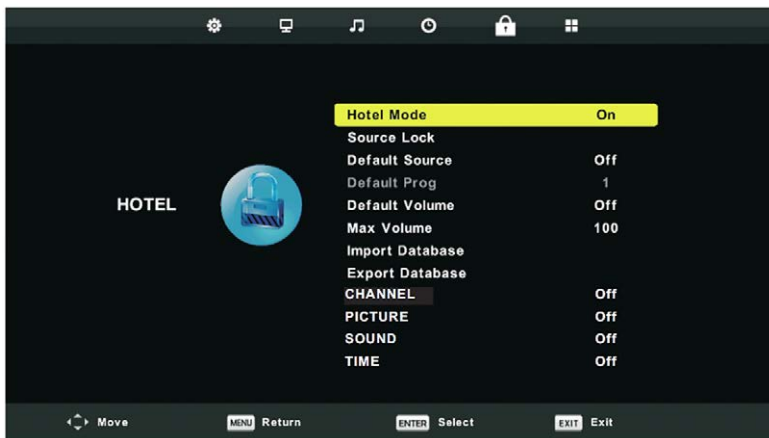 Hotel Mode On
Source Lock
Default Source Off
Default Prog 1
HOTEL Default Volume Off
Max Volume 100
Import Database
Export Database
CHANNEL Off
PICTURE Off
SOUND Off
TIME Off
Move MENU Return ENTER Select EXIT Exit